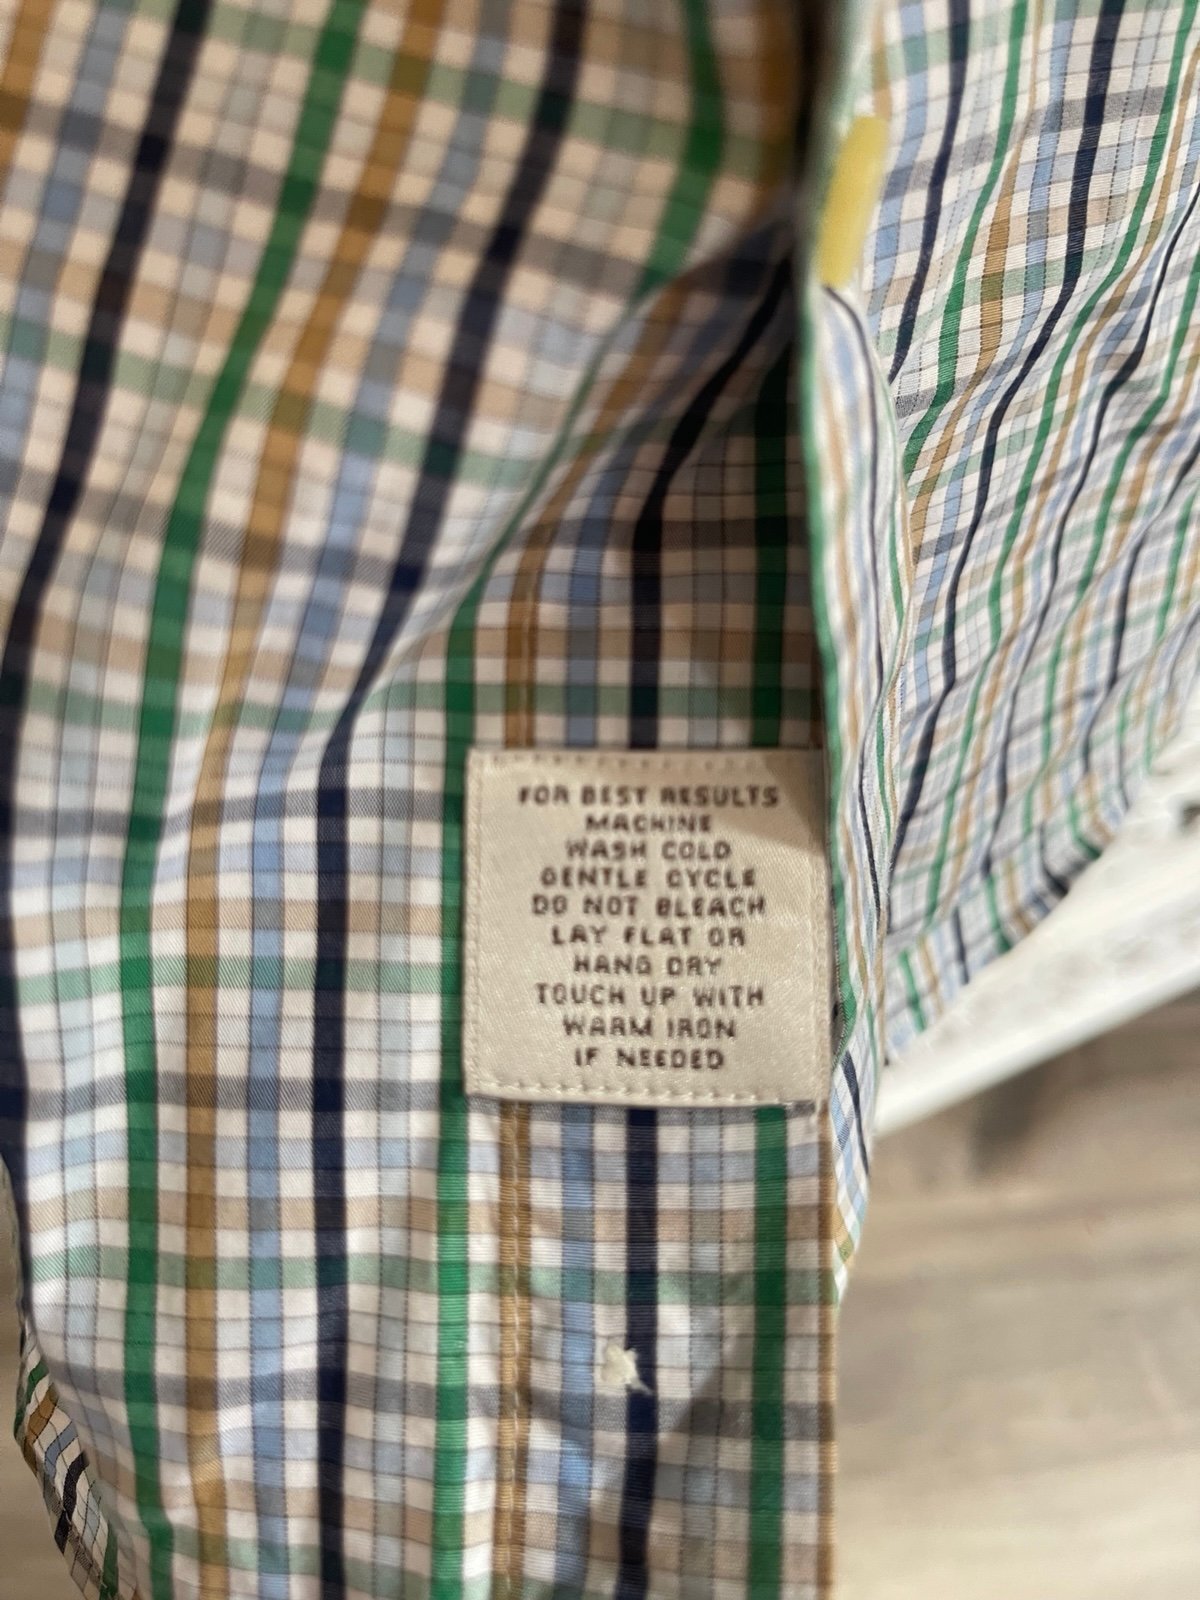 FOR BEST RESULTS
MACHINE
WASH COLD
GENTLE CYCLE
DO NOT BLEACH
LAY FLAT OR
HANG DRY
TOUCH UP WITH
WARM IRON
IF NEEDED